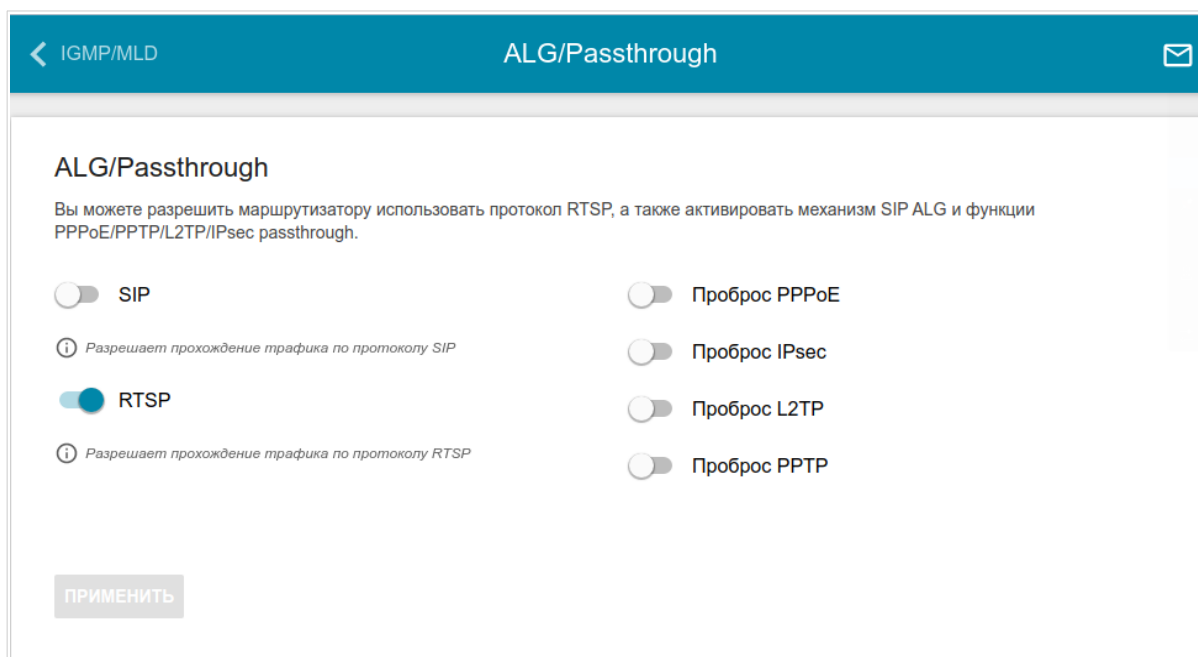 IGMP/MLD
ALG/Passthrough
ALG/Passthrough
Вы можете разрешить маршрутизатору использовать протокол RTSP, а также активировать механизм SIP ALG и функции
PPPoE/PPTP/L2TP/IPsec passthrough.
SIP
Разрешает прохождение трафика по протоколу SIP
RTSP
Разрешает прохождение трафика по протоколу RTSP
Проброс PPPoE
Проброс IPsec
Проброс L2TP
Проброс PPTP
ПРИМЕНИТЬ